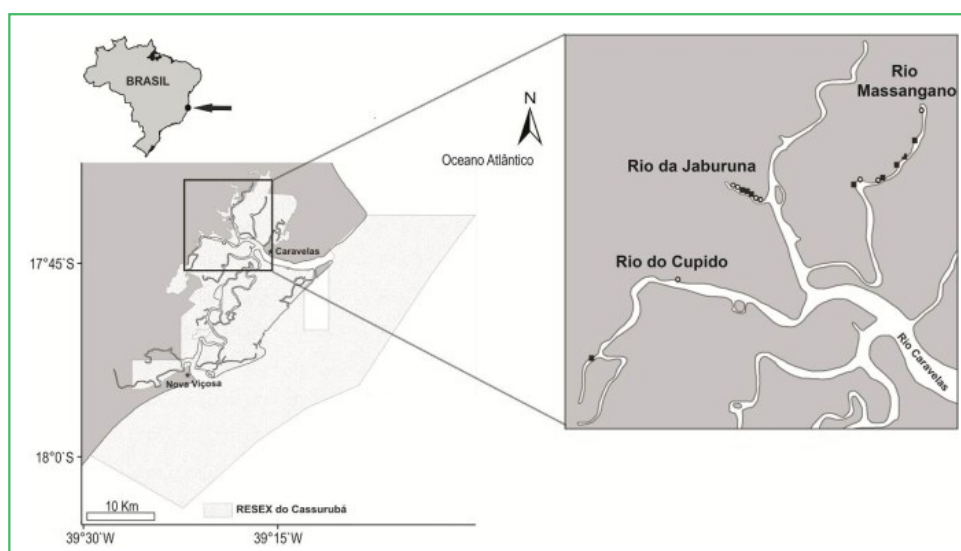 BRASIL
N
Oceano Atlântico
Rio
Massangano
Rio da Jaburuna
Rio do Cupido
Rio Caravelas
Caravelas
17°45'S
Nova Viçosa
18°0'S
10 Km
RESEX do Cassurubá
39°30'W
39°15'W